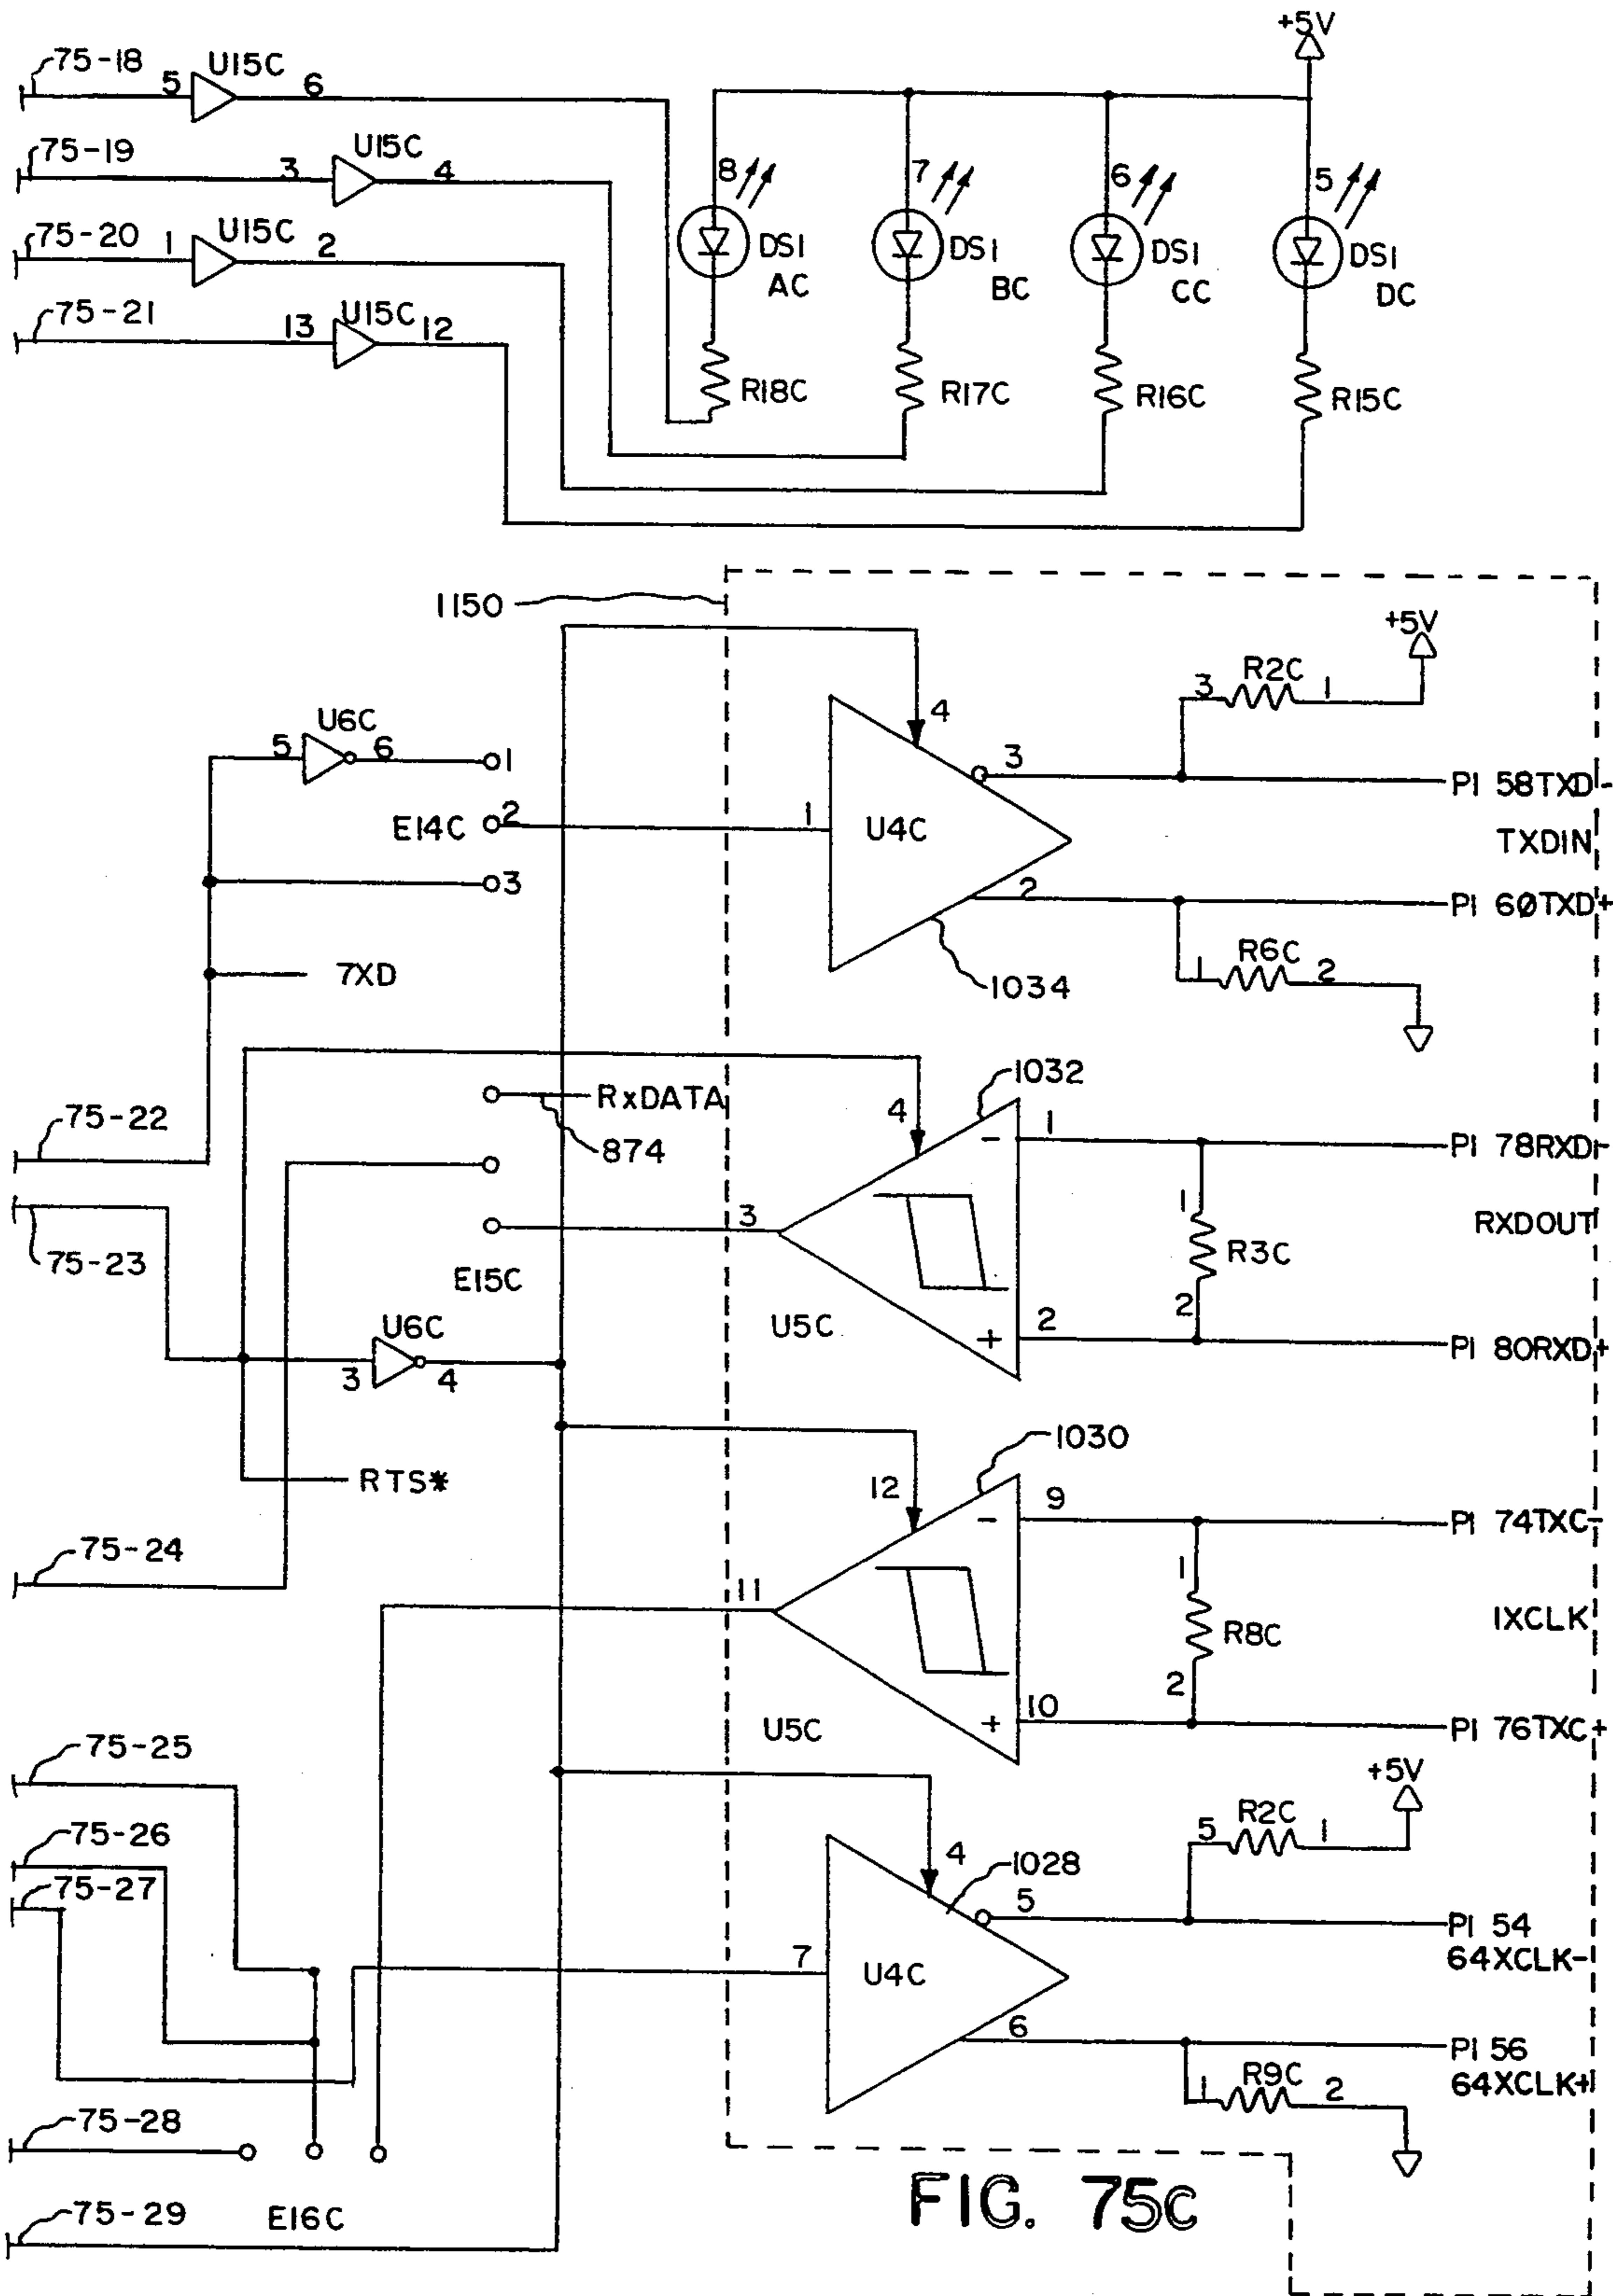 +5V
75-18 5 U15C 6
75-19 3 U15C 4
75-20 1 U15C 2
75-21 13 U15C 12
8 7 6 5
DS1 DS1 DS1 DS1
AC BC CC DC
R18C R17C R16C R15C
1150
+5V
3 R2C 1
4
U6C
5 6 1
3
P1 58TXD-
E14C 2
1 U4C
TXDIN
3
2
P1 60TXD+
7XD
1 R6C 2
1034
1032
RxDATA
874
4
- 1
P1 78RXD-
75-22
1
3
RXDOUT
R3C
75-23
E15C
U5C
2
+ 2
P1 80RXD+
U6C
3 4
1030
RTS*
12
- 9
P1 74TXC-
75-24
1
11
1XCLK
R8C
2
10
+
U5C
P1 76TXC+
75-25
+5V
5 R2C 1
75-26
4
1028
75-27
5
P1 54
64XCLK-
7 U4C
6
P1 56
64XCLK+
1 R9C 2
75-28
FIG. 75C
75-29
E16C